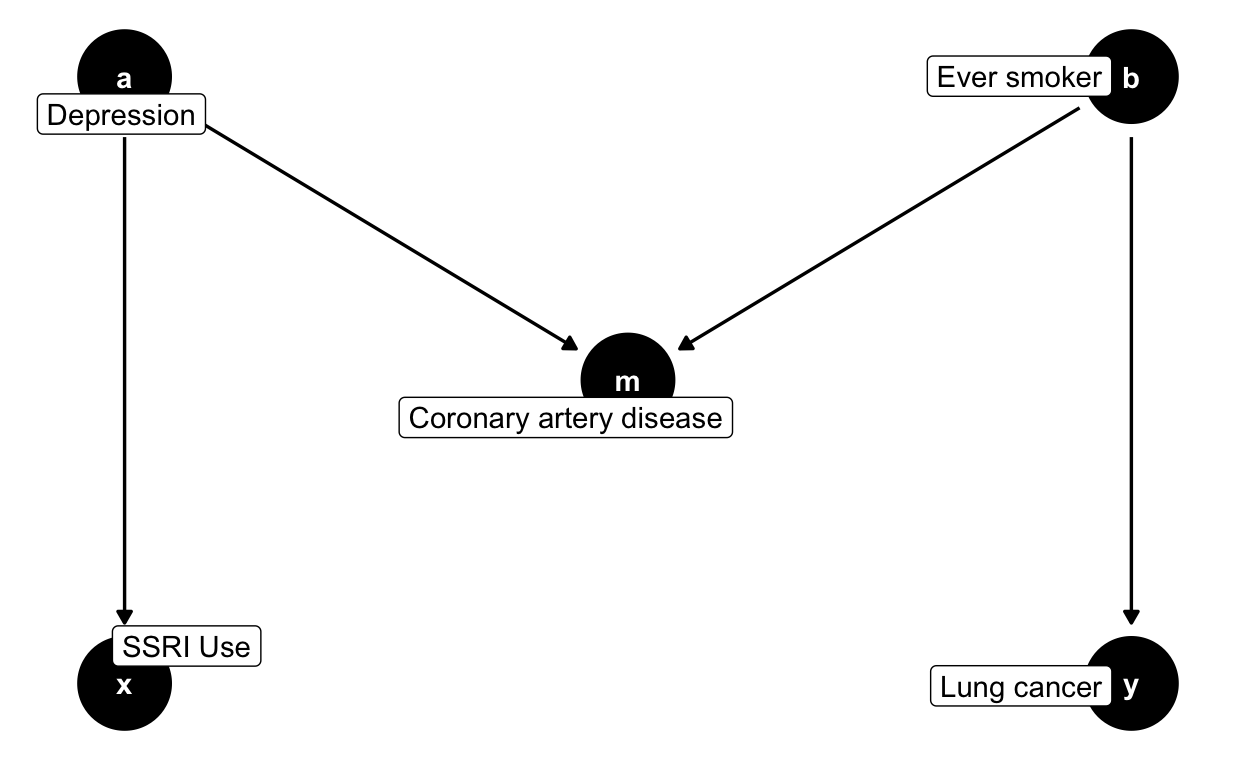 a
Depression
Ever smoker
b
m
Coronary artery disease
SSRI Use
x
Lung cancer
y